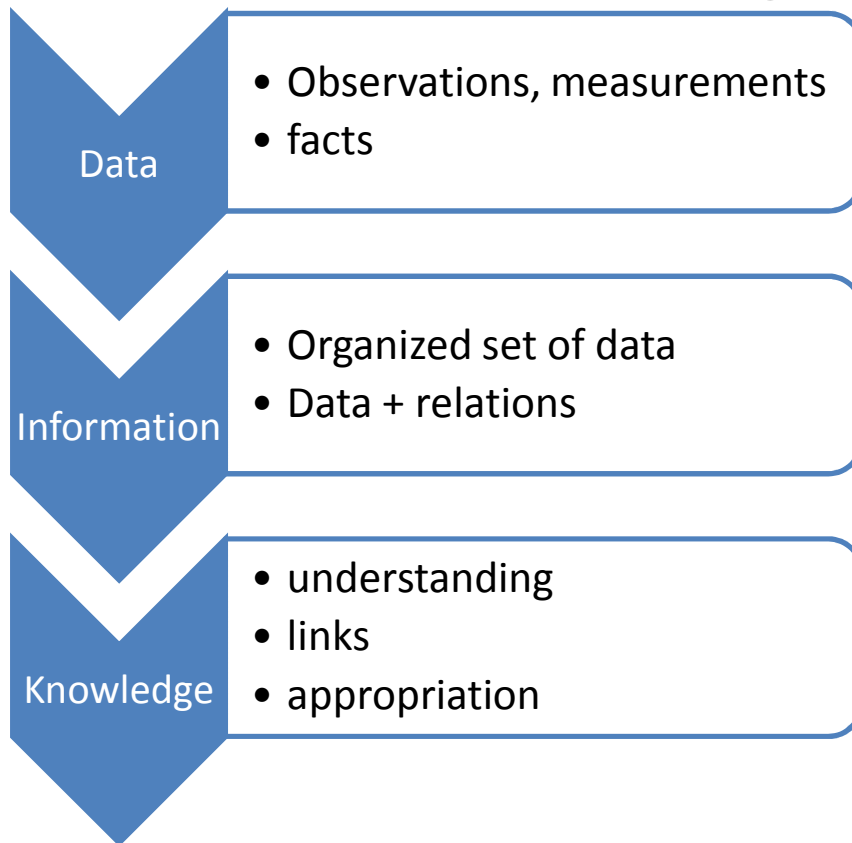 Data
• Observations, measurements
• facts
Information
• Organized set of data
• Data + relations
Knowledge
• understanding
• links
• appropriation